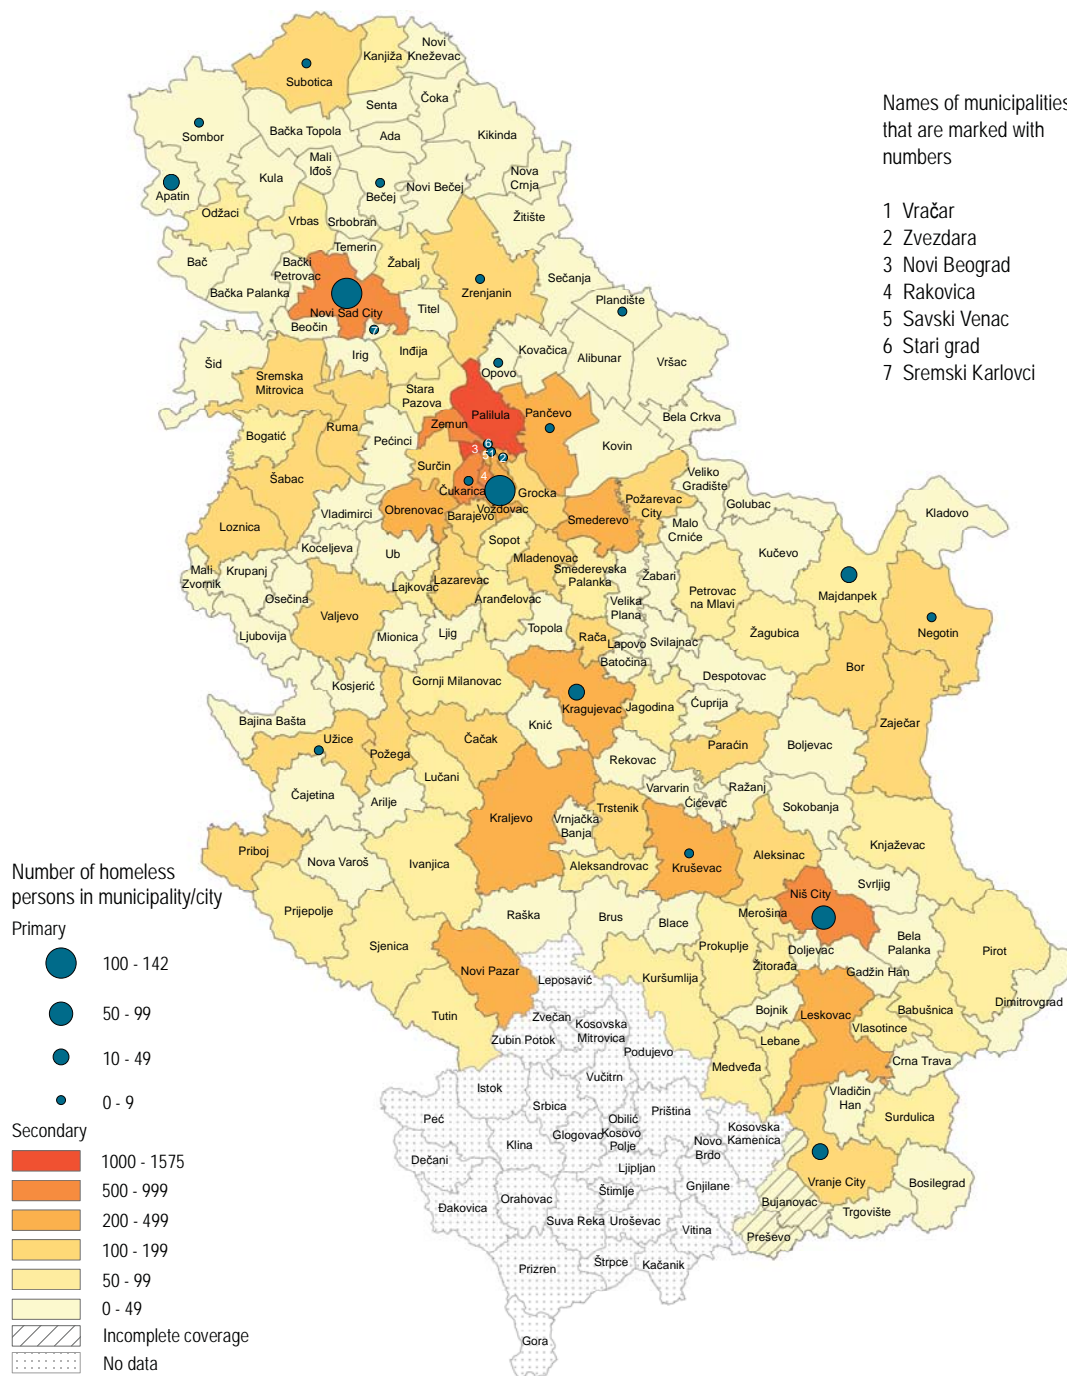 Novi
Kneževac
Kanjiža
Subotica
Čoka
Senta
Sombor
Bačka Topola
Ada
Kikinda
Mali
Iđoš
Kula
Bečej
Novi Bečej
Nova
Crnja
Apatin
Odžaci
Vrbas
Srbobran
Žitište
Temerin
Bač
Bački
Petrovac
Žabalj
Bačka Palanka
Zrenjanin
Sečanja
Novi Sad City
Titel
Plandište
Beočin
7
Šid
Irig
Inđija
Kovačica
Alibunar
Vršac
Opovo
Sremska
Mitrovica
Stara
Pazova
Palilula
Pančevo
Bela Crkva
Ruma
Zemun
Bogatić
Pećinci
6
3
5
1
2
Kovin
Surčin
4
Šabac
Čukarica
Grocka
Veliko
Gradište
Požarevac
City
Golubac
Kladovo
Obrenovac
Voždovac
Barajevo
Loznica
Vladimirci
Smederevo
Malo
Crniće
Koceljeva
Sopot
Kučevo
Ub
Mladenovac
Smederevska
Palanka
Mali
Zvornik
Krupanj
Žabari
Lajkovac
Lazarevac
Petrovac
na Mlavi
Majdanpek
Osečina
Aranđelovac
Velika
Plana
Valjevo
Ljubovija
Mionica
Ljig
Topola
Žagubica
Negotin
Rača
Lapovo
Svilajnac
Batočina
Bor
Kosjerić
Gornji Milanovac
Despotovac
Kragujevac
Jagodina
Ćuprija
Bajina Bašta
Knić
Zaječar
Užice
Požega
Čačak
Paraćin
Boljevac
Rekovac
Lučani
Čajetina
Arilje
Varvarin
Ćićevac
Ražanj
Sokobanja
Kraljevo
Vrnjačka
Banja
Trstenik
Priboj
Nova Varoš
Ivanjica
Aleksandrovac
Kruševac
Aleksinac
Knjaževac
Svrljig
Niš City
Prijepolje
Raška
Brus
Blace
Merošina
Sjenica
Prokuplje
Doljevac
Bela
Palanka
Pirot
Novi Pazar
Žitorađa
Gadžin Han
Leposavić
Kuršumlija
Dimitrovgrad
Tutin
Bojnik
Leskovac
Babušnica
Zvečan
Kosovska
Mitrovica
Vlasotince
Zubin Potok
Lebane
Podujevo
Crna Trava
Medveđa
Vučitrn
Istok
Vladičin
Han
Srbica
Surdulica
Peć
Obilić
Priština
Kosovska
Kamenica
Glogovac
Kosovo
Polje
Klina
Novo
Brdo
Dečani
Ljipljan
Vranje City
Gnjilane
Bosilegrad
Štimlje
Orahovac
Bujanovac
Đakovica
Trgovište
Suva Reka
Uroševac
Vitina
Preševo
Štrpce
Kačanik
Prizren
Gora
Names of municipalities
that are marked with
numbers
1 Vračar
2 Zvezdara
3 Novi Beograd
4 Rakovica
5 Savski Venac
6 Stari grad
7 Sremski Karlovci
Number of homeless
persons in municipality/city
Primary
100 - 142
50 - 99
10 - 49
0 - 9
Secondary
1000 - 1575
500 - 999
200 - 499
100 - 199
50 - 99
0 - 49
Incomplete coverage
No data